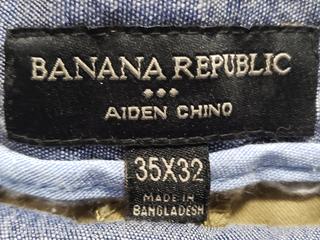 BANANA REPUBLIC
AIDEN CHINO
35X32
MADE IN
BANGLADESH